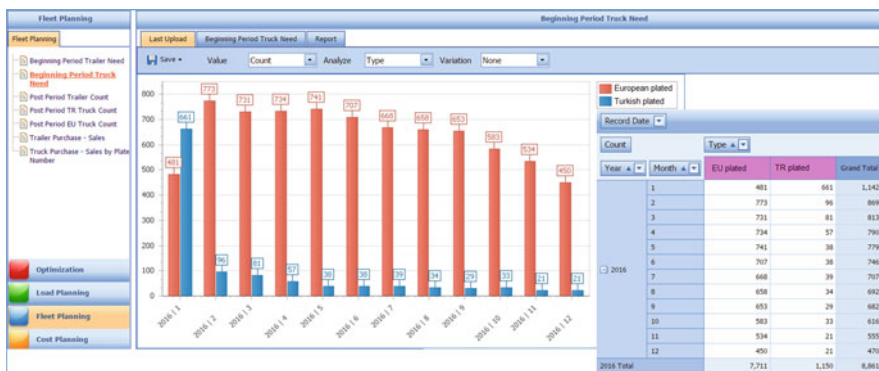 Fleet Planning
Beginning Period Truck Need
Fleet Planning
Beginning Period Trailer Need
Beginning Period Truck
Need
Post Period Trailer Count
Post Period TR Truck Count
Post Period EU Truck Count
Trailer Purchase - Sales
Truck Purchase - Sales by Plate
Number
Optimization
Load Planning
Fleet Planning
Cost Planning
Last Upload Beginning Period Truck Need Report
Save Value Count Analyze Type Variation None
800
700
600
500
400
300
200
100
0
481 661
773 96
731 81
734 57
741 38
707 38
668 39
658 34
653 29
583 33
534 21
450 21
2016 | 1
2016 | 2
2016 | 3
2016 | 4
2016 | 5
2016 | 6
2016 | 7
2016 | 8
2016 | 9
2016 | 10
2016 | 11
2016 | 12
European plated
Turkish plated
Record Date
Count Type
Year Month EU plated TR plated Grand Total
1 481 661 1,142
2 773 96 869
3 731 81 813
4 734 57 790
5 741 38 779
6 707 38 746
2016 7 668 39 707
8 658 34 692
9 653 29 682
10 583 33 616
11 534 21 555
12 450 21 470
2016 Total 7,711 1,150 8,861